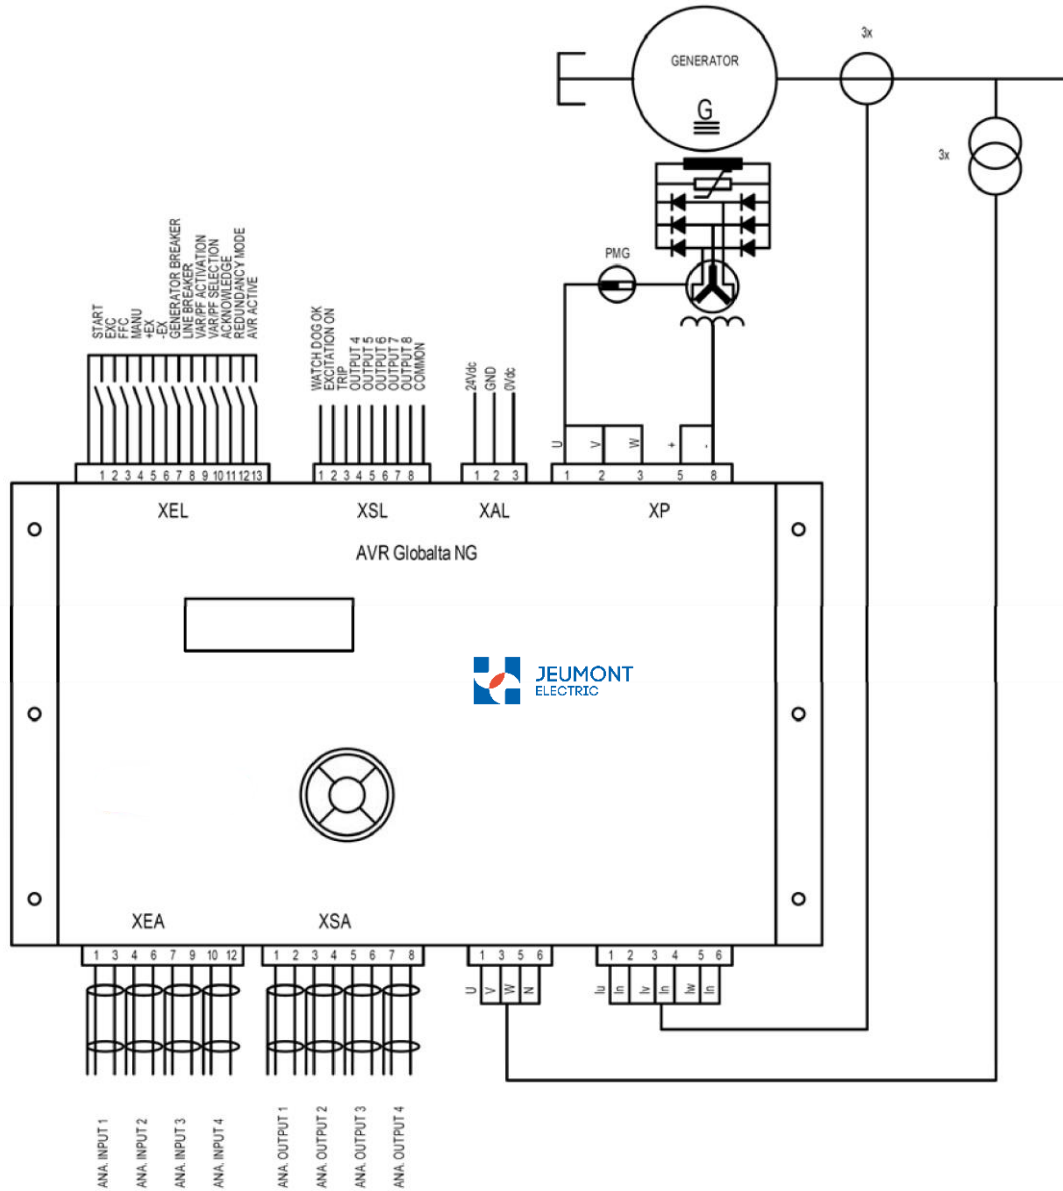 3x
GENERATOR
G
3x
PMG
START
EXC
FFC
MANU
+EX
-EX
GENERATOR BREAKER
LINE BREAKER
VAR/PF ACTIVATION
VAR/PF SELECTION
ACKNOWLEDGE
REDUNDANCY MODE
AVR ACTIVE
WATCH DOG OK
EXCITATION ON
TRIP
OUTPUT 4
OUTPUT 5
OUTPUT 6
OUTPUT 7
OUTPUT 8
COMMON
24Vdc
GND
0Vdc
U V W + -
1 2 3 4 5 6 7 8 9 10 11 12 13
1 2 3 4 5 6 7 8
1 2 3
1 2 3 5 8
XEL XSL XAL XP
AVR Globalta NG
JEUMONT
ELECTRIC
XEA XSA
1 3 4 6 7 9 10 12
1 2 3 4 5 6 7 8
1 3 5 6
1 2 3 4 5 6
U V W N
Iu In Iv In Iw In
ANA. INPUT 1
ANA. INPUT 2
ANA. INPUT 3
ANA. INPUT 4
ANA. OUTPUT 1
ANA. OUTPUT 2
ANA. OUTPUT 3
ANA. OUTPUT 4